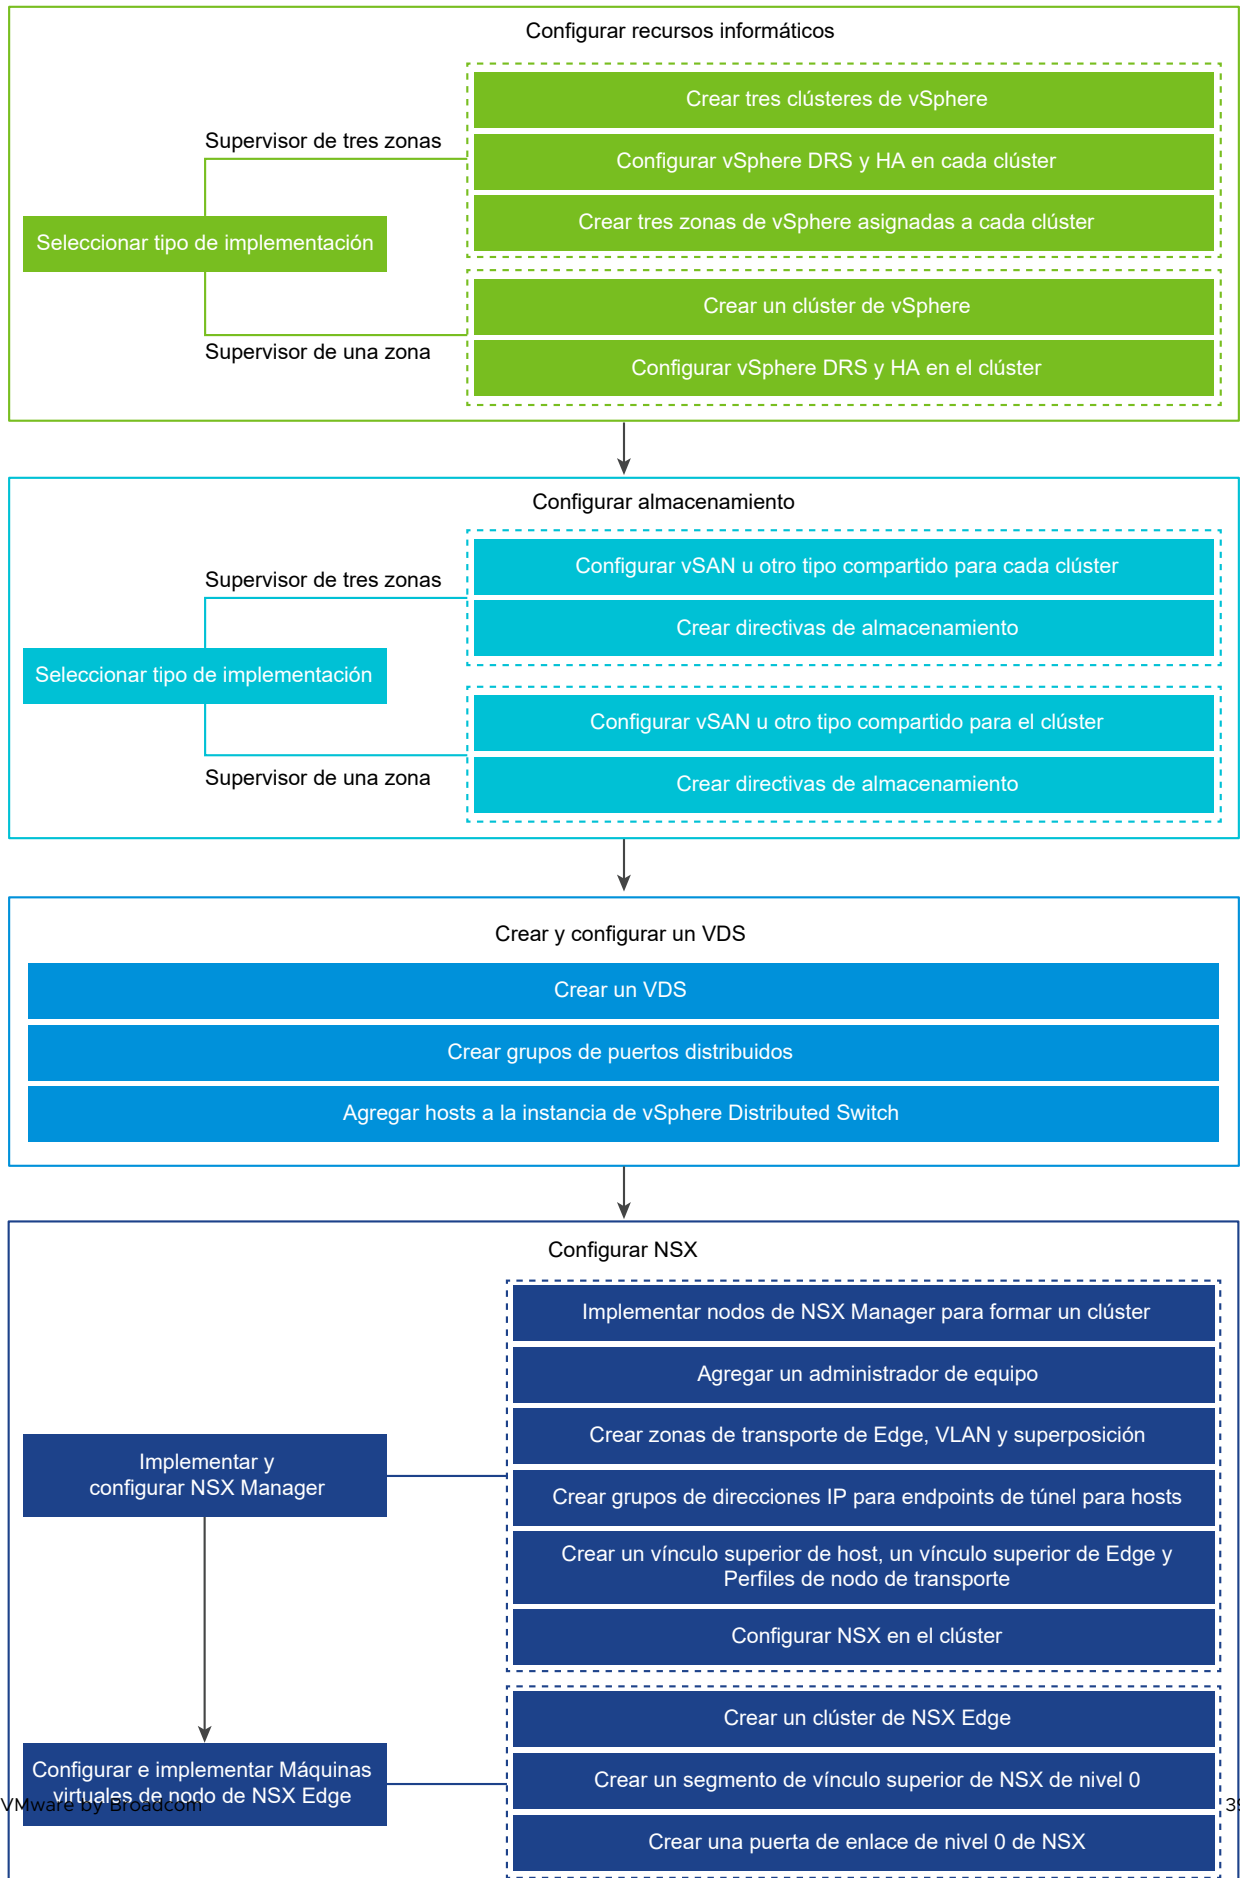 Configurar recursos informáticos
Supervisor de tres zonas
Seleccionar tipo de implementación
Supervisor de una zona
Crear tres clústeres de vSphere
Configurar vSphere DRS y HA en cada clúster
Crear tres zonas de vSphere asignadas a cada clúster
Crear un clúster de vSphere
Configurar vSphere DRS y HA en el clúster
Configurar almacenamiento
Supervisor de tres zonas
Seleccionar tipo de implementación
Supervisor de una zona
Configurar vSAN u otro tipo compartido para cada clúster
Crear directivas de almacenamiento
Configurar vSAN u otro tipo compartido para el clúster
Crear directivas de almacenamiento
Crear y configurar un VDS
Crear un VDS
Crear grupos de puertos distribuidos
Agregar hosts a la instancia de vSphere Distributed Switch
Configurar NSX
Implementar y
configurar NSX Manager
Implementar nodos de NSX Manager para formar un clúster
Agregar un administrador de equipo
Crear zonas de transporte de Edge, VLAN y superposición
Crear grupos de direcciones IP para endpoints de túnel para hosts
Crear un vínculo superior de host, un vínculo superior de Edge y
Perfiles de nodo de transporte
Configurar NSX en el clúster
Configurar e implementar Máquinas
virtuales de nodo de NSX Edge
Crear un clúster de NSX Edge
Crear un segmento de vínculo superior de NSX de nivel 0
Crear una puerta de enlace de nivel 0 de NSX
VMware by Broadcom